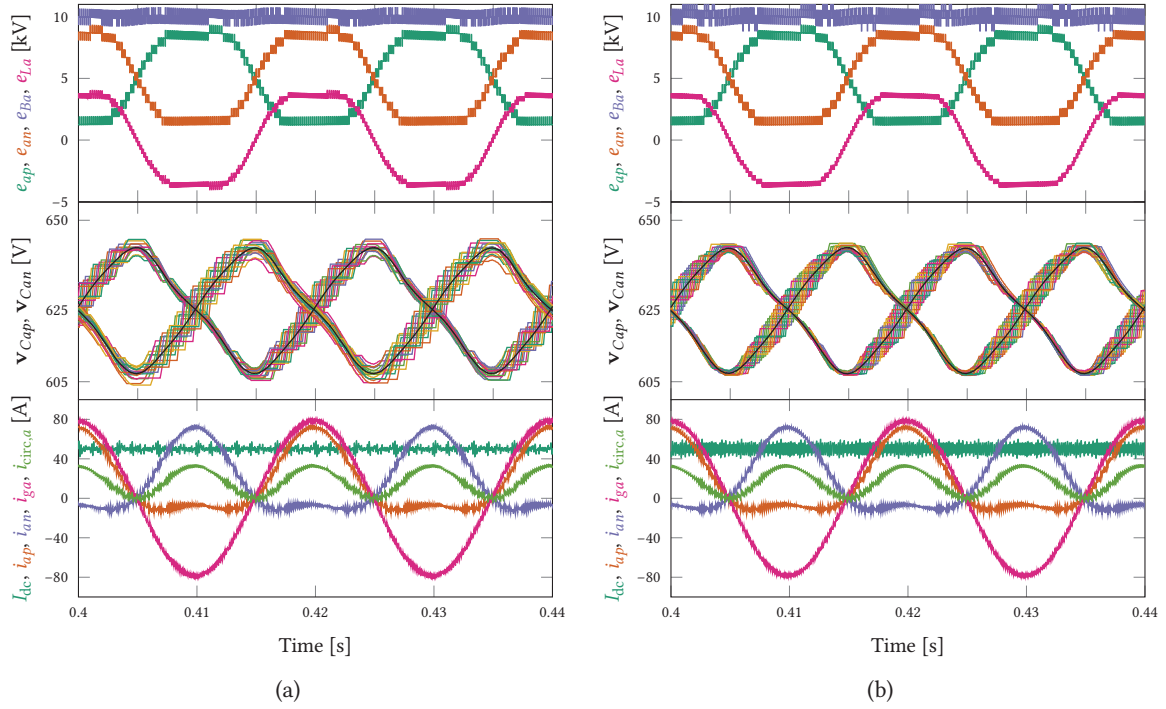 10
5
0
−5
e_ap, e_an, e_Ba, e_La [kV]
650
625
605
v_Cap, v_Can [V]
80
40
0
−40
−80
I_dc, i_ap, i_an, i_ga, i_circ,a [A]
0.4 0.41 0.42 0.43 0.44
Time [s]
(a)
10
5
0
−5
e_ap, e_an, e_Ba, e_La [kV]
650
625
605
v_Cap, v_Can [V]
80
40
0
−40
−80
I_dc, i_ap, i_an, i_ga, i_circ,a [A]
0.4 0.41 0.42 0.43 0.44
Time [s]
(b)